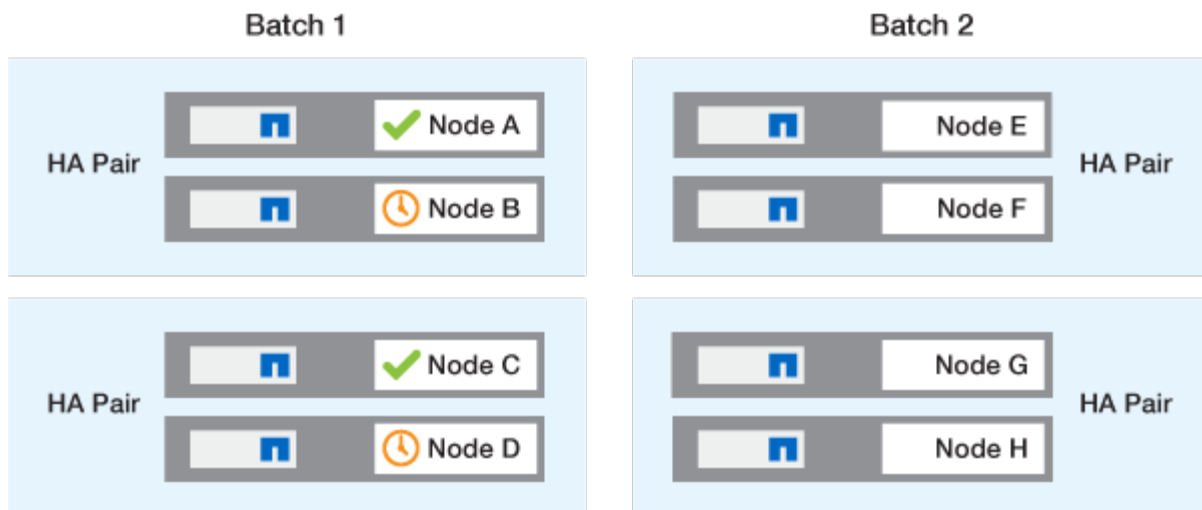 Batch 1
Batch 2
HA Pair
Node A
Node B
Node E
Node F
HA Pair
HA Pair
Node C
Node D
Node G
Node H
HA Pair